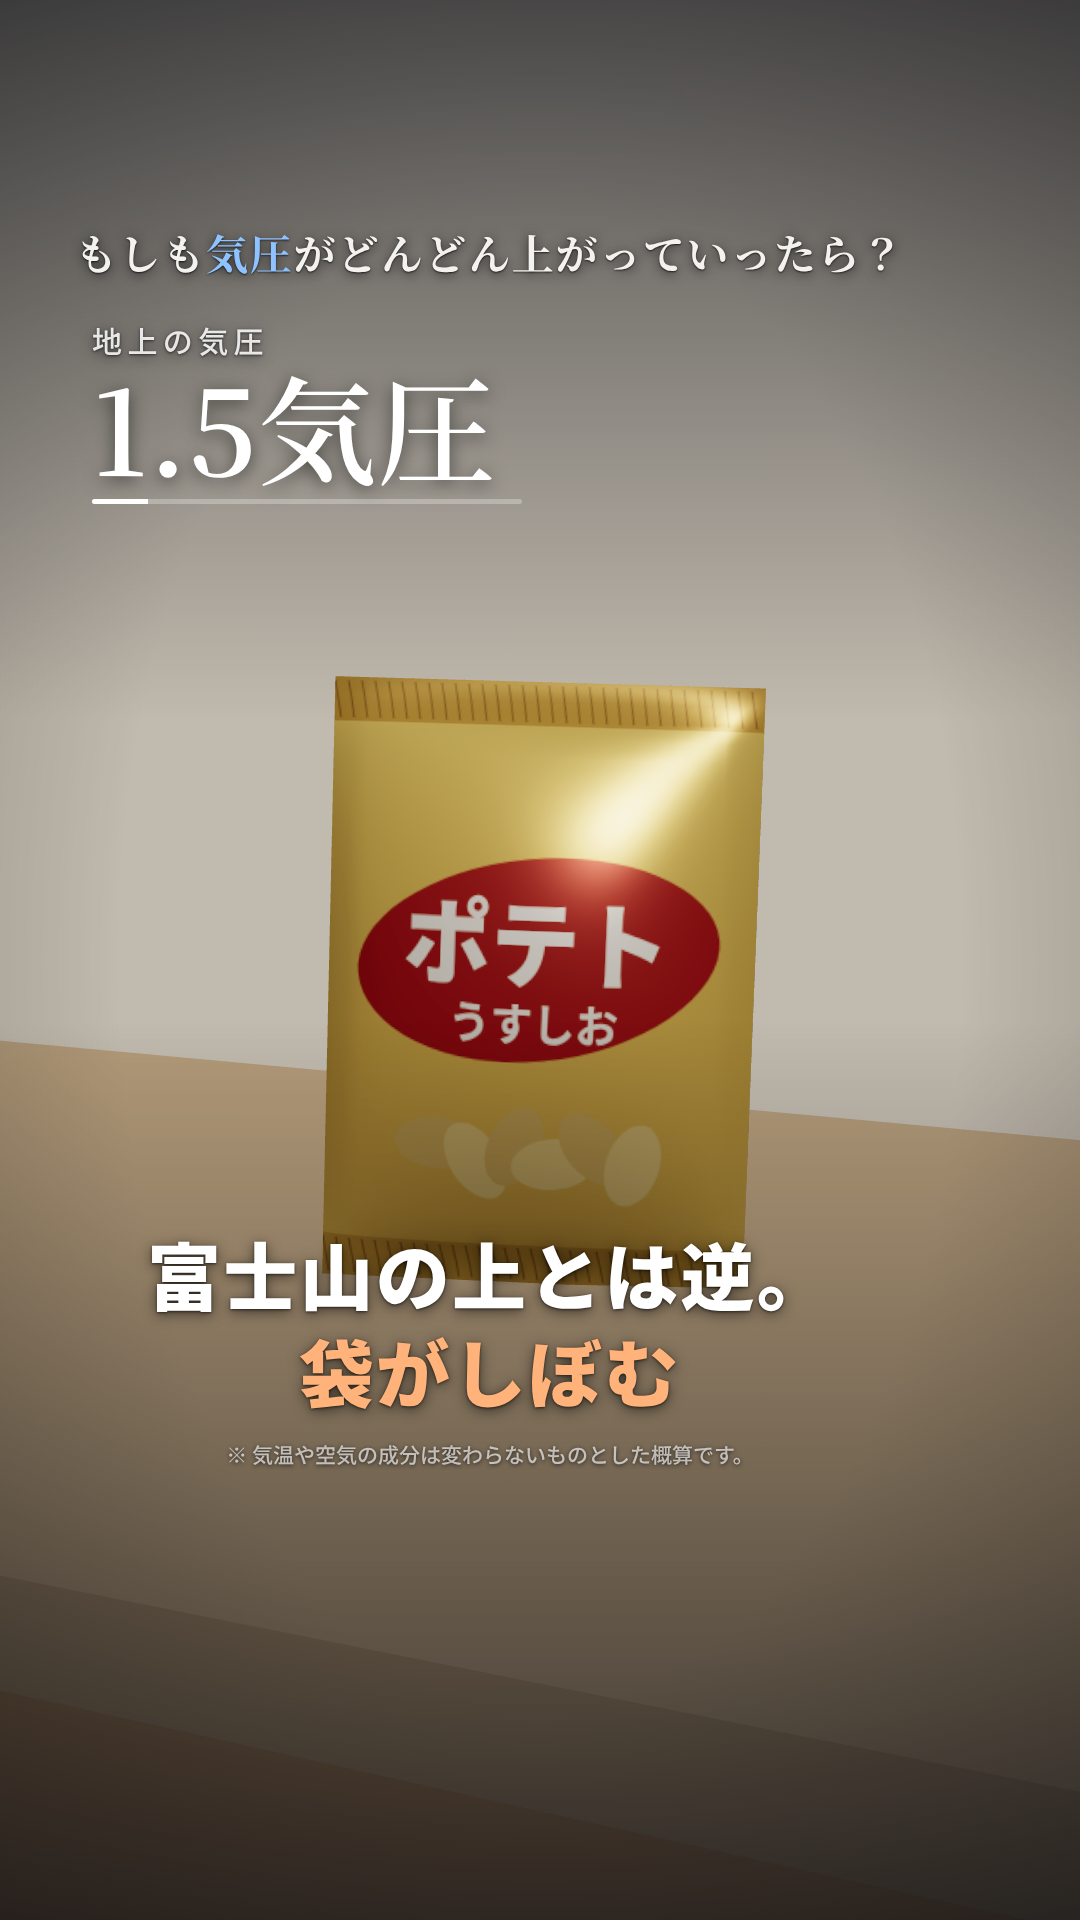 もしも気圧がどんどん上がっていったら？
地上の気圧
1.5気圧
ポテト
うすしお
富士山の上とは逆。
袋がしぼむ
※ 気温や空気の成分は変わらないものとした概算です。